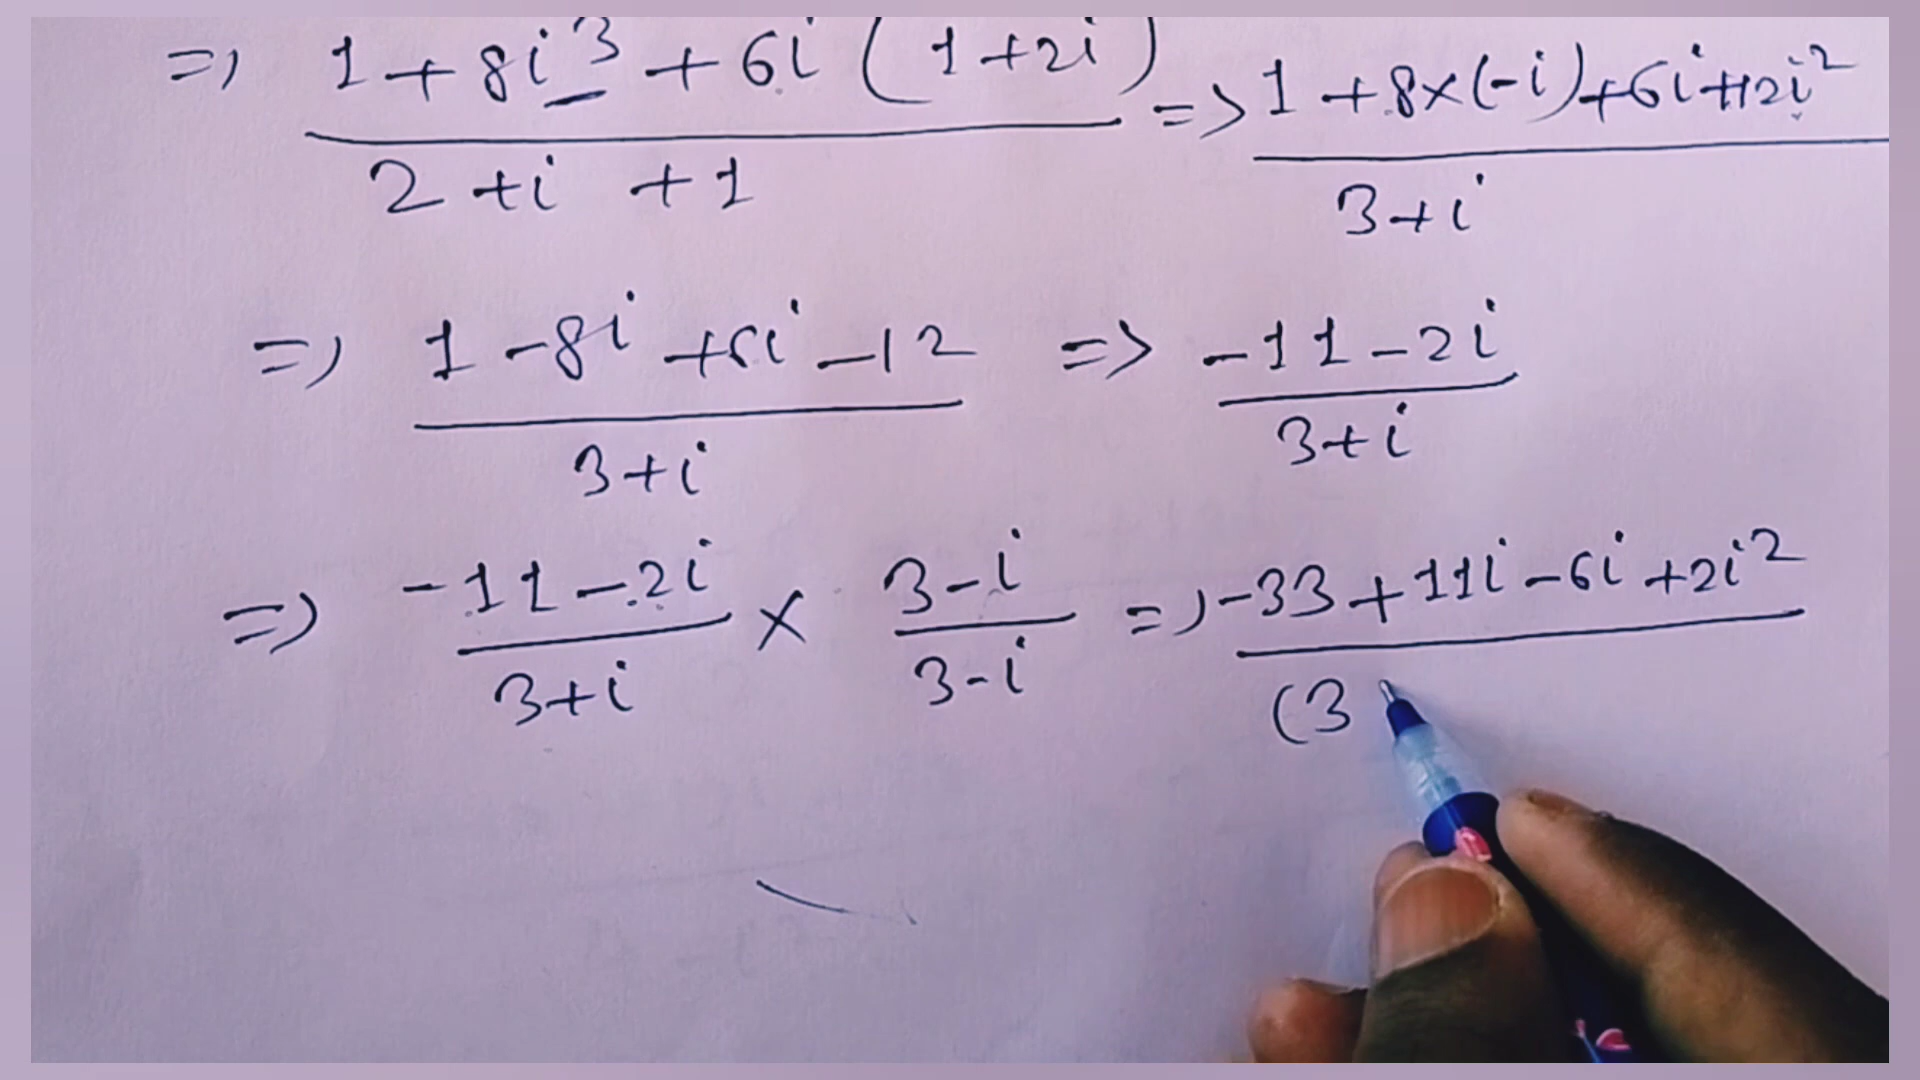 => 1 + 8i³ + 6i ( 1 + 2i ) => 1 + 8×(-i) + 6i + 12i²
2 + i + 1 3 + i
=> 1 - 8i + 6i - 12 => -11 - 2i
3 + i 3 + i
=> -11 - 2i × 3 - i => -33 + 11i - 6i + 2i²
3 + i 3 - i (3